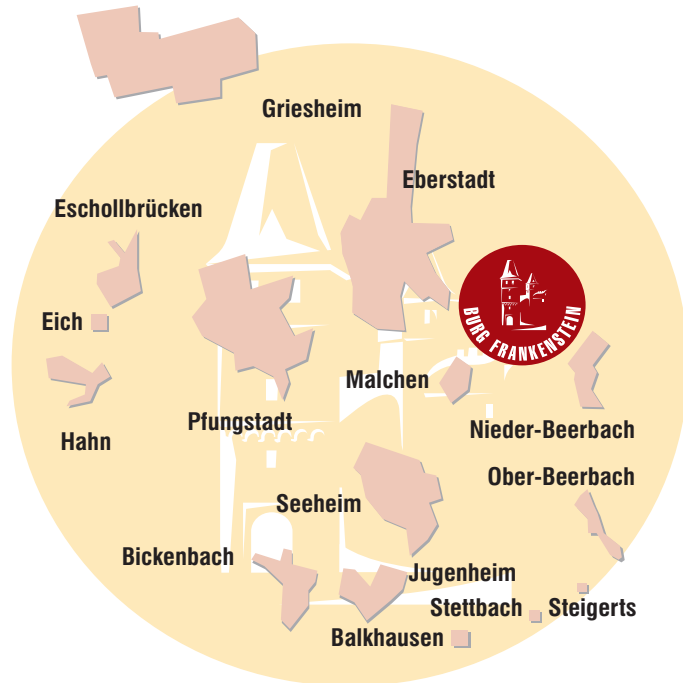 Griesheim
Eberstadt
Eschollbrücken
Eich
BURG FRANKENSTEIN
Malchen
Hahn
Pfungstadt
Nieder-Beerbach
Ober-Beerbach
Seeheim
Bickenbach
Jugenheim
Stettbach
Steigerts
Balkhausen